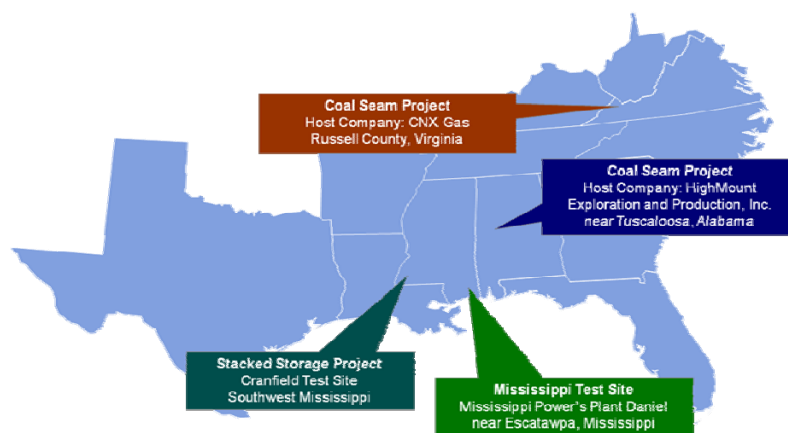 Coal Seam Project
Host Company: CNX Gas
Russell County, Virginia
Coal Seam Project
Host Company: HighMount
Exploration and Production, Inc.
near Tuscaloosa, Alabama
Stacked Storage Project
Cranfield Test Site
Southwest Mississippi
Mississippi Test Site
Mississippi Power's Plant Daniel
near Escatawpa, Mississippi